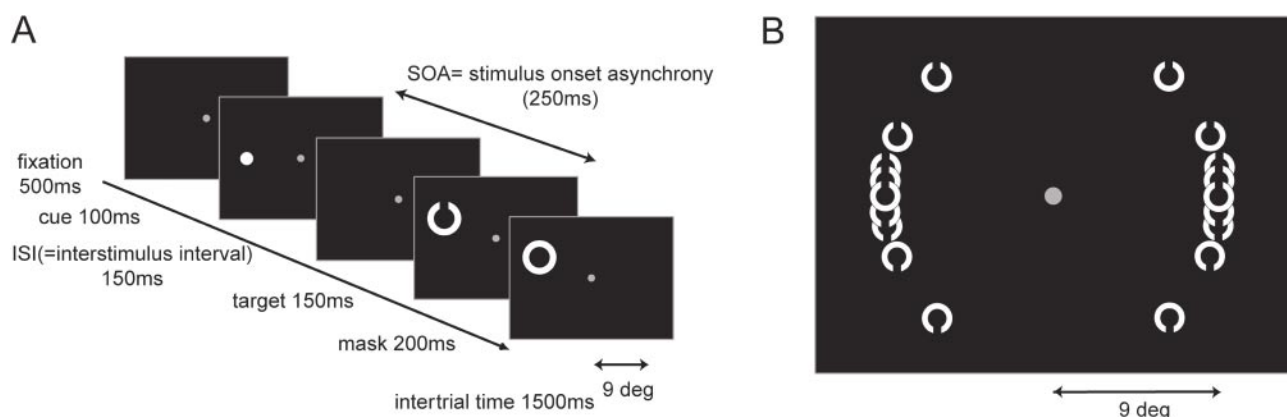 A
SOA= stimulus onset asynchrony
(250ms)
fixation
500ms
cue 100ms
ISI(=interstimulus interval)
150ms
target 150ms
mask 200ms
9 deg
intertrial time 1500ms
B
9 deg